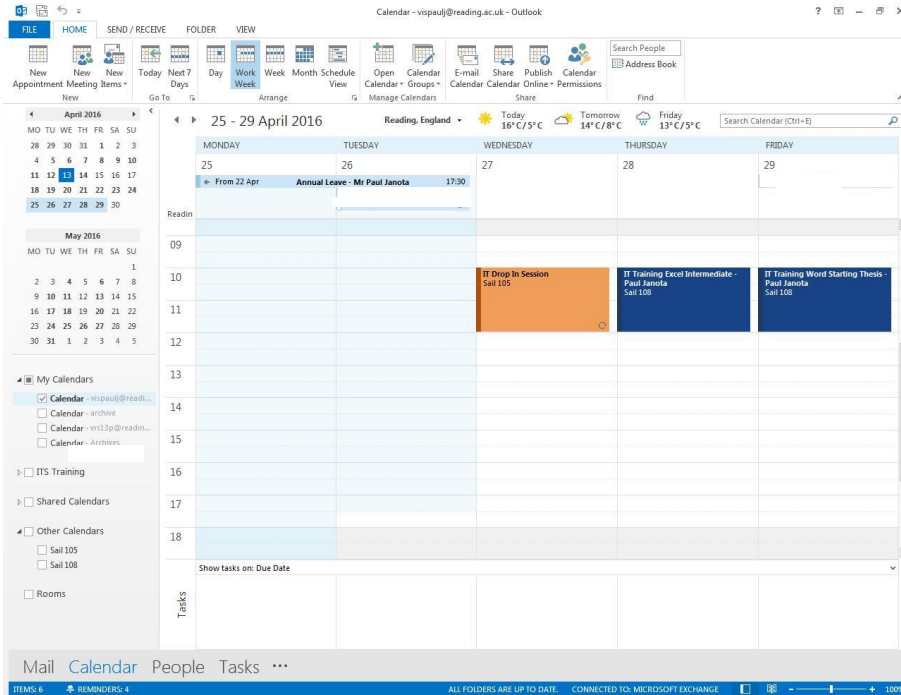 Calendar - vispaulj@reading.ac.uk - Outlook
FILE HOME SEND / RECEIVE FOLDER VIEW
New Appointment
New Meeting
New Items
New
Today
Next 7 Days
Go To
Day
Work Week
Week
Month
Schedule View
Arrange
Open Calendar
Calendar Groups
Manage Calendars
E-mail Calendar
Share Calendar
Publish Online
Calendar Permissions
Share
Search People
Address Book
Find
April 2016
MO TU WE TH FR SA SU
28 29 30 31 1 2 3
4 5 6 7 8 9 10
11 12 13 14 15 16 17
18 19 20 21 22 23 24
25 26 27 28 29 30
May 2016
MO TU WE TH FR SA SU
1
2 3 4 5 6 7 8
9 10 11 12 13 14 15
16 17 18 19 20 21 22
23 24 25 26 27 28 29
30 31 1 2 3 4 5
My Calendars
Calendar - vispaulj@readi...
Calendar - archive
Calendar - vrs13p@readin...
Calendar - Archives
ITS Training
Shared Calendars
Other Calendars
Sail 105
Sail 108
Rooms
25 - 29 April 2016
Reading, England
Today
16°C/5°C
Tomorrow
14°C/8°C
Friday
13°C/5°C
Search Calendar (Ctrl+E)
MONDAY TUESDAY WEDNESDAY THURSDAY FRIDAY
25 26 27 28 29
From 22 Apr Annual Leave - Mr Paul Janota 17:30
Readin
09
10
11
12
13
14
15
16
17
18
IT Drop In Session
Sail 105
IT Training Excel Intermediate -
Paul Janota
Sail 108
IT Training Word Starting Thesis -
Paul Janota
Sail 108
Show tasks on: Due Date
Tasks
Mail Calendar People Tasks •••
ITEMS: 6 REMINDERS: 4 ALL FOLDERS ARE UP TO DATE. CONNECTED TO: MICROSOFT EXCHANGE 100%